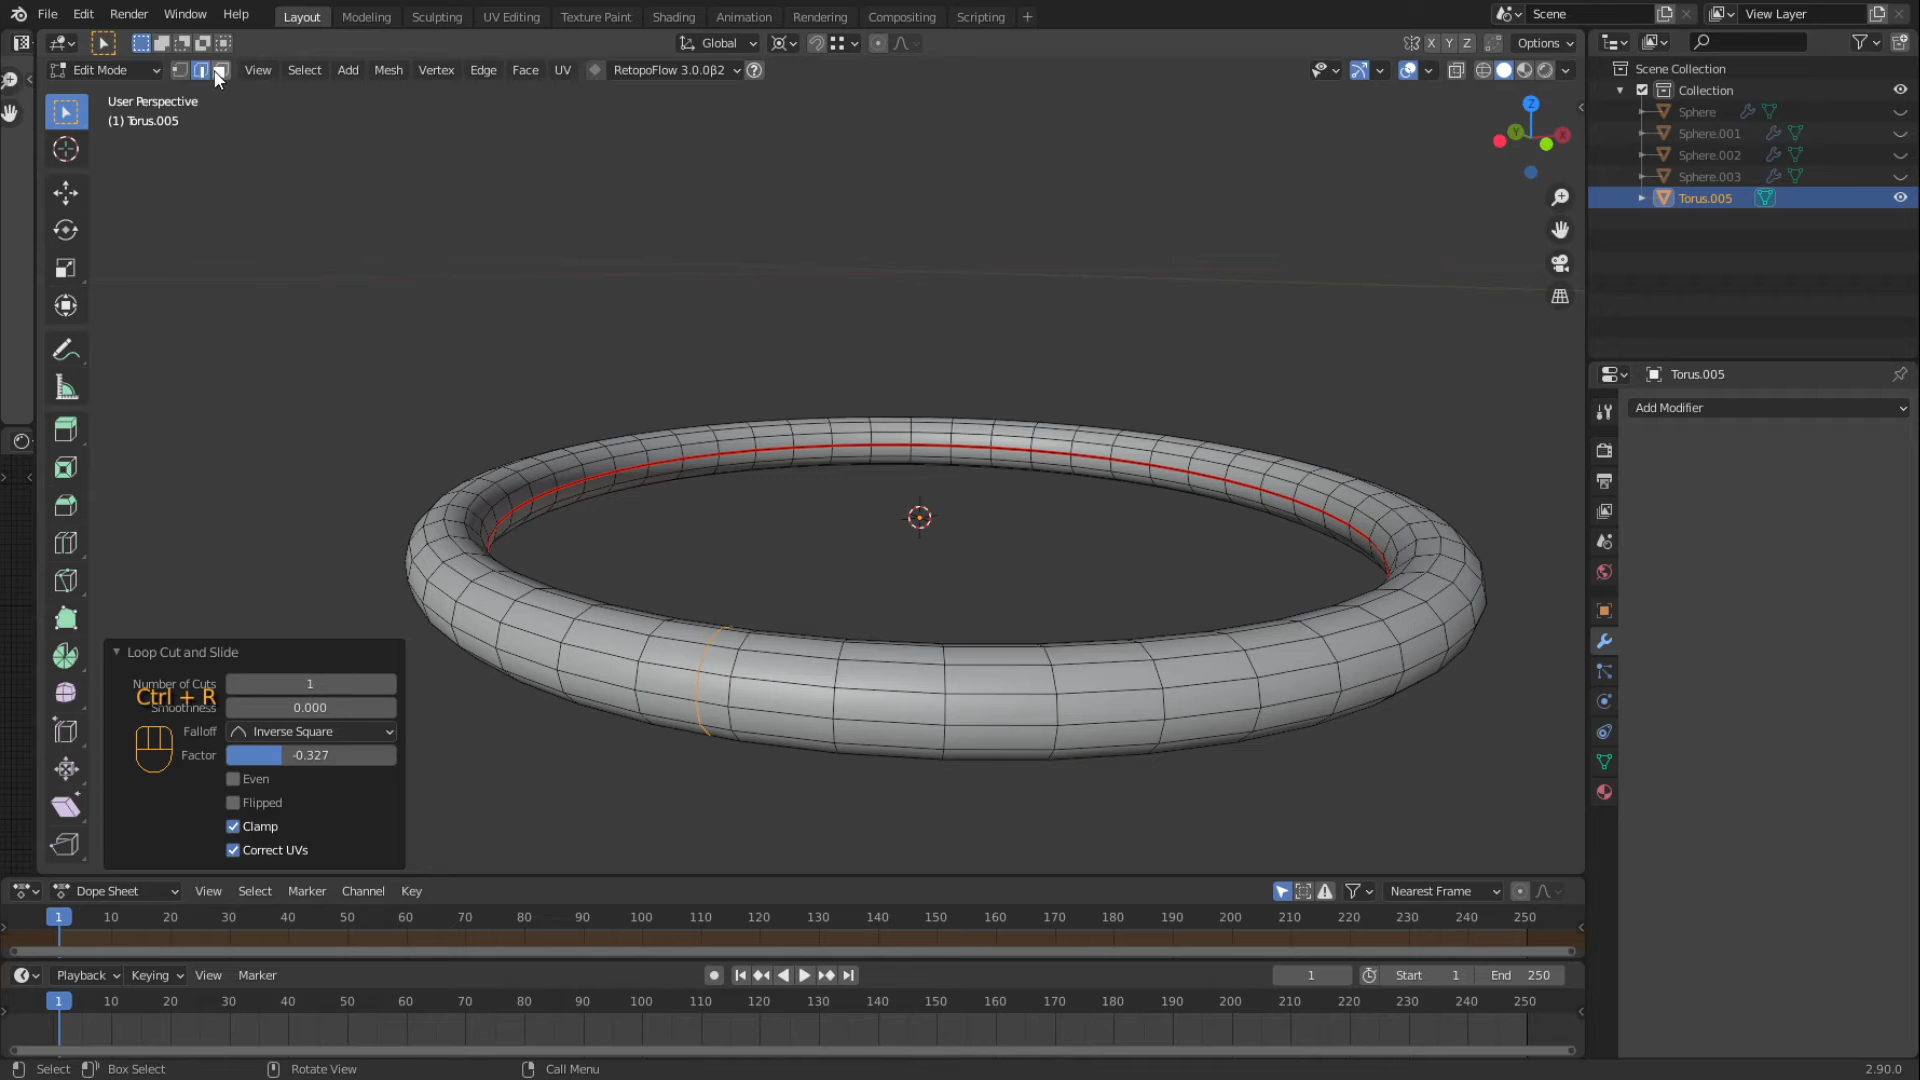 File Edit Render Window Help Layout Modeling Sculpting UV Editing Texture Paint Shading Animation Rendering Compositing Scripting + Scene View Layer
Global X Y Z Options
Edit Mode View Select Add Mesh Vertex Edge Face UV RetopoFlow 3.0.0β2
User Perspective
(1) Torus.005
Z
Y
X
Scene Collection
Collection
Sphere
Sphere.001
Sphere.002
Sphere.003
Torus.005
Torus.005
Add Modifier
Loop Cut and Slide
Number of Cuts 1
Ctrl + R
Smoothness 0.000
Falloff Inverse Square
Factor -0.327
Even
Flipped
Clamp
Correct UVs
Dope Sheet View Select Marker Channel Key Nearest Frame
1 10 20 30 40 50 60 70 80 90 100 110 120 130 140 150 160 170 180 190 200 210 220 230 240 250
Playback Keying View Marker 1 Start 1 End 250
1 10 20 30 40 50 60 70 80 90 100 110 120 130 140 150 160 170 180 190 200 210 220 230 240 250
Select Box Select Rotate View Call Menu 2.90.0